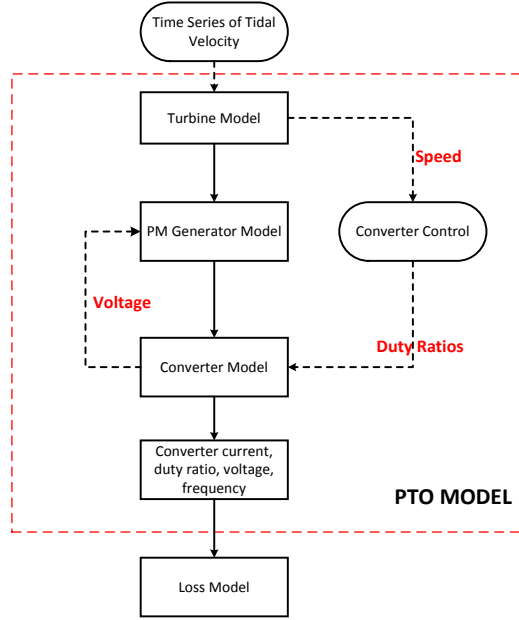 Time Series of Tidal
Velocity
Turbine Model
Speed
PM Generator Model
Converter Control
Voltage
Duty Ratios
Converter Model
Converter current,
duty ratio, voltage,
frequency
PTO MODEL
Loss Model